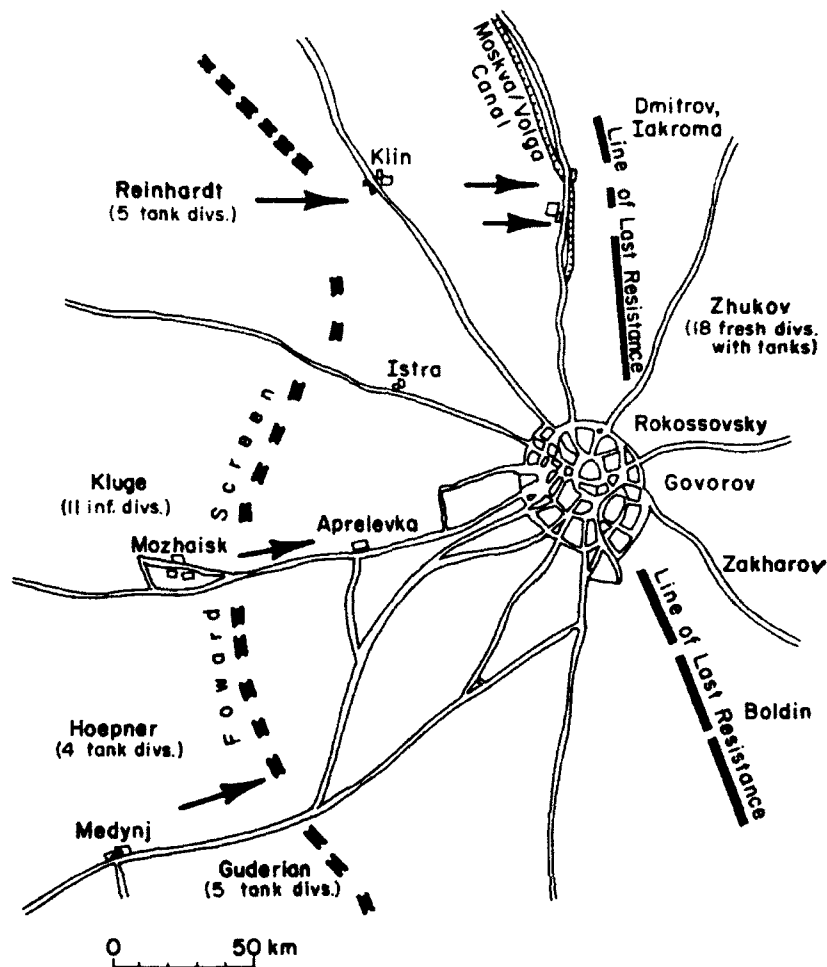 Moskva/Volga
Canal
Dmitrov,
Iakroma
Line of Last Resistance
Klin
Reinhardt
(5 tank divs.)
Zhukov
(18 fresh divs.
with tanks)
Istra
Rokossovsky
Screen
Kluge
(11 inf. divs.)
Govorov
Aprelevka
Mozhaisk
Zakharov
Foward
Line of Last Resistance
Boldin
Hoepner
(4 tank divs.)
Medynj
Guderian
(5 tank divs.)
0 50 km